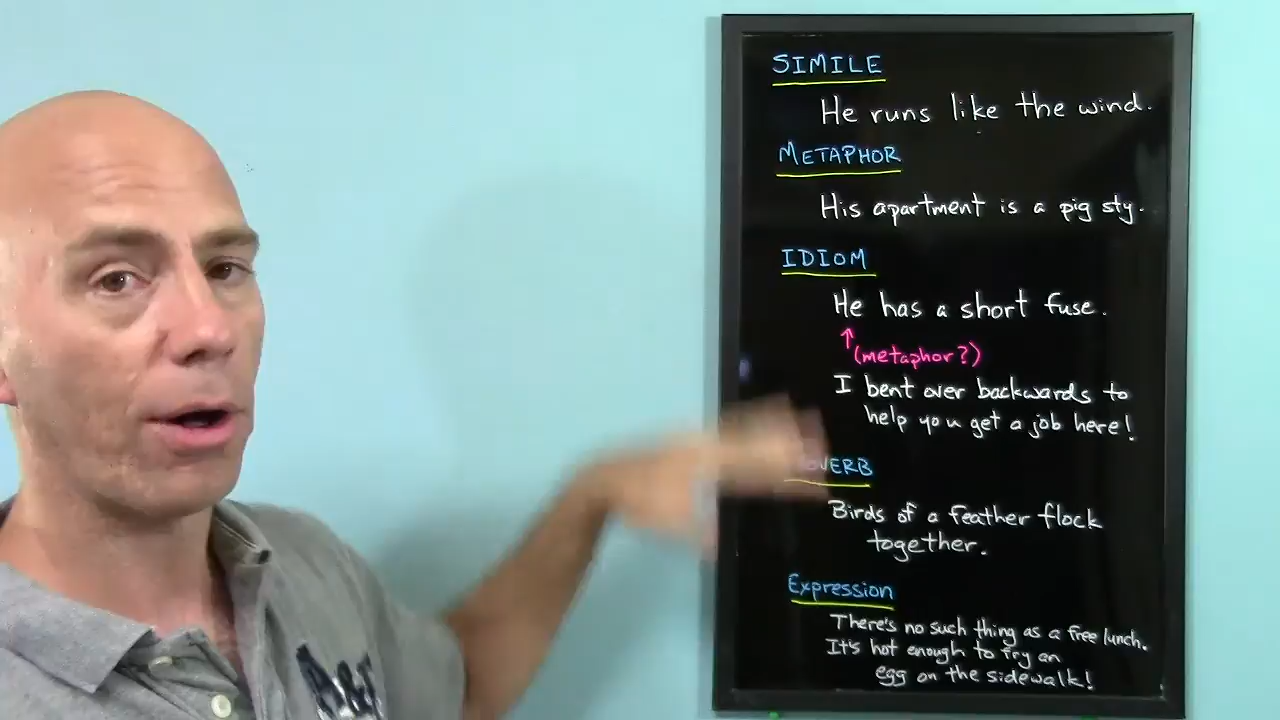 SIMILE
He runs like the wind.
METAPHOR
His apartment is a pig sty.
IDIOM
He has a short fuse.
(metaphor?)
I bent over backwards to
help you get a job here!
VERB
Birds of a feather flock
together.
Expression
There's no such thing as a free lunch.
It's hot enough to fry an
egg on the sidewalk!